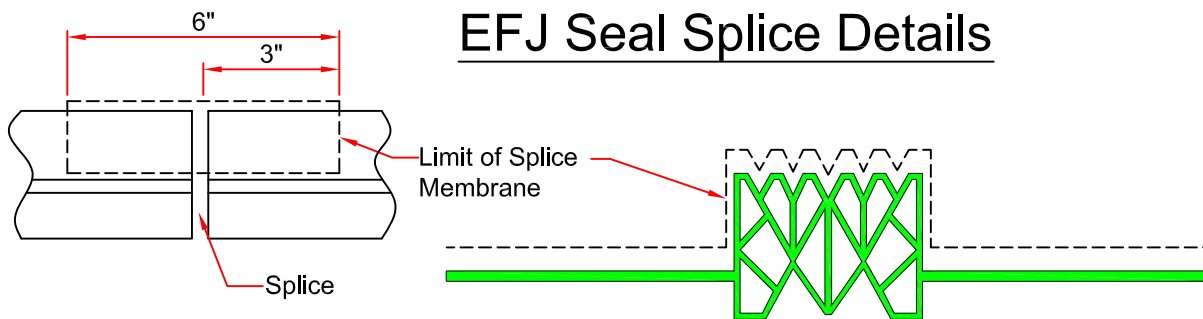 EFJ Seal Splice Details
6"
3"
Limit of Splice
Membrane
Splice